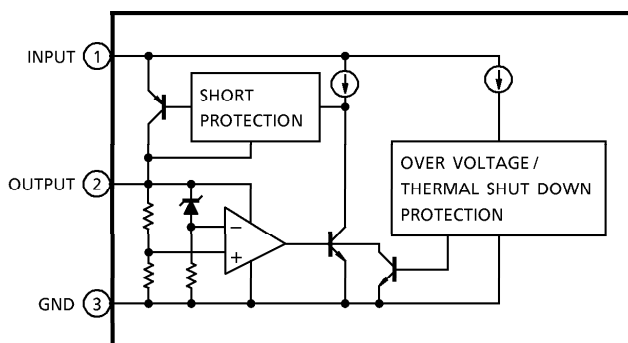 INPUT 1
SHORT
PROTECTION
OVER VOLTAGE /
THERMAL SHUT DOWN
PROTECTION
OUTPUT 2
−
+
GND 3